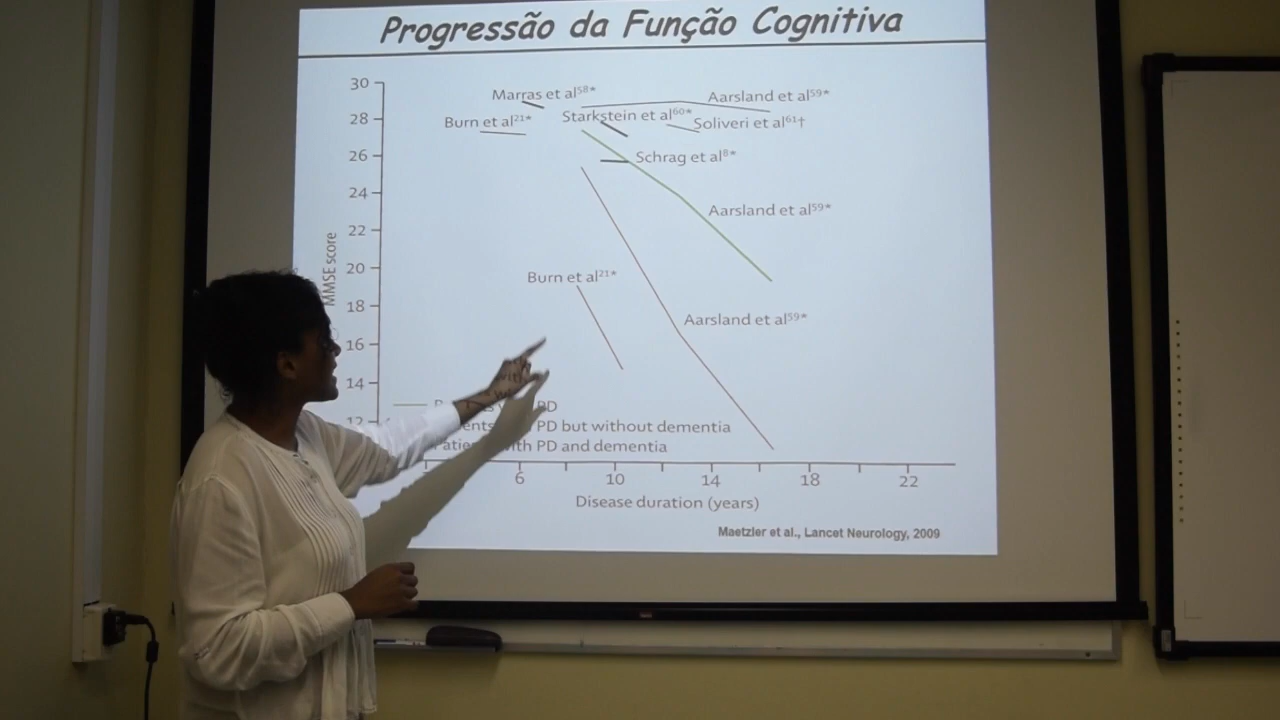 Progressão da Função Cognitiva
30
Marras et al⁵⁸*
Aarsland et al⁵⁹*
28
Burn et al²¹*
Starkstein et al⁶⁰*
Soliveri et al⁶¹†
26
Schrag et al⁸*
24
Aarsland et al⁵⁹*
22
MMSE score
20
Burn et al²¹*
18
Aarsland et al⁵⁹*
16
14
PD
12
PD but without dementia
with PD and dementia
6 10 14 18 22
Disease duration (years)
Maetzler et al., Lancet Neurology, 2009